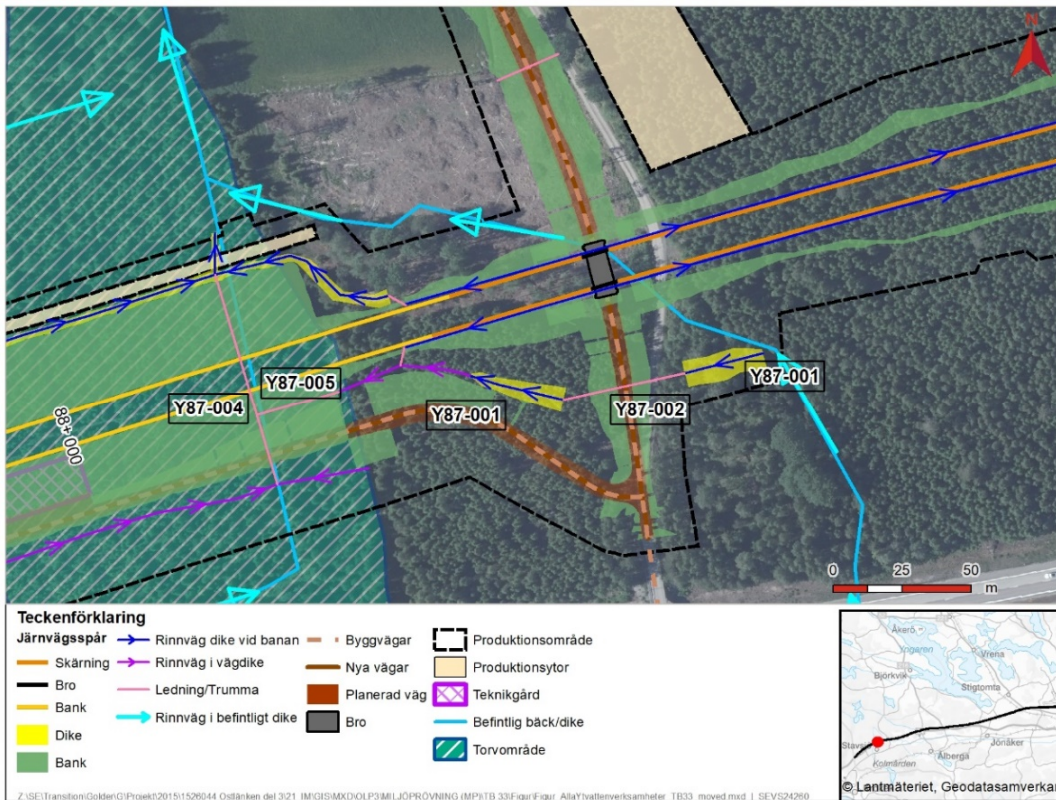 N
Y87-005
Y87-004
Y87-001
Y87-002
Y87-001
88+000
0 25 50
m
Teckenförklaring
Järnvägsspår
Skärning
Bro
Bank
Dike
Bank
Rinnväg dike vid banan
Rinnväg i vägdike
Ledning/Trumma
Rinnväg i befintligt dike
Byggvägar
Nya vägar
Planerad väg
Bro
Produktionsområde
Produktionsytor
Teknikgård
Befintlig bäck/dike
Torvområde
Åkerö
Björkvik
Vrena
Stigtomta
Stavsj
Kolmården
Ålberga
Jönåker
© Lantmäteriet, Geodatasamverka